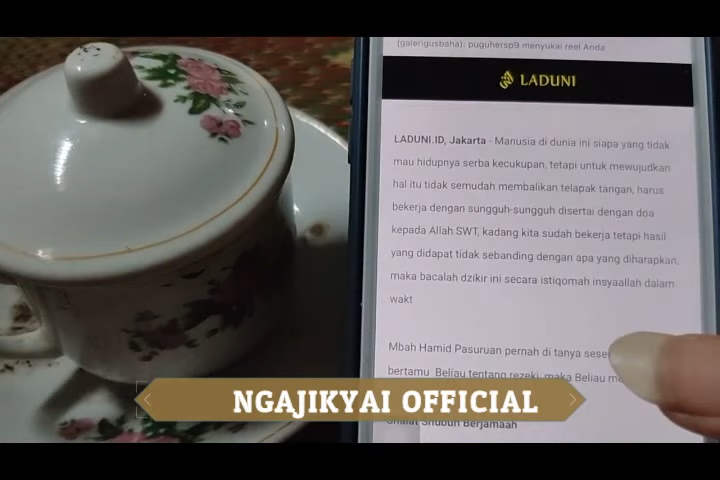 (galerigusbaha): puguhersp9 menyukai reel Anda
LADUNI
LADUNI.ID, Jakarta - Manusia di dunia ini siapa yang tidak
mau hidupnya serba kecukupan, tetapi untuk mewujudkan
hal itu tidak semudah membalikan telapak tangan, harus
bekerja dengan sungguh-sungguh disertai dengan doa
kepada Allah SWT, kadang kita sudah bekerja tetapi hasil
yang didapat tidak sebanding dengan apa yang diharapkan,
maka bacalah dzikir ini secara istiqomah insyaallah dalam
wakt
Mbah Hamid Pasuruan pernah di tanya sese
bertamu Beliau tentang rezeki, maka Beliau me
NGAJIKYAI OFFICIAL
Shalat Shubuh Berjamaah